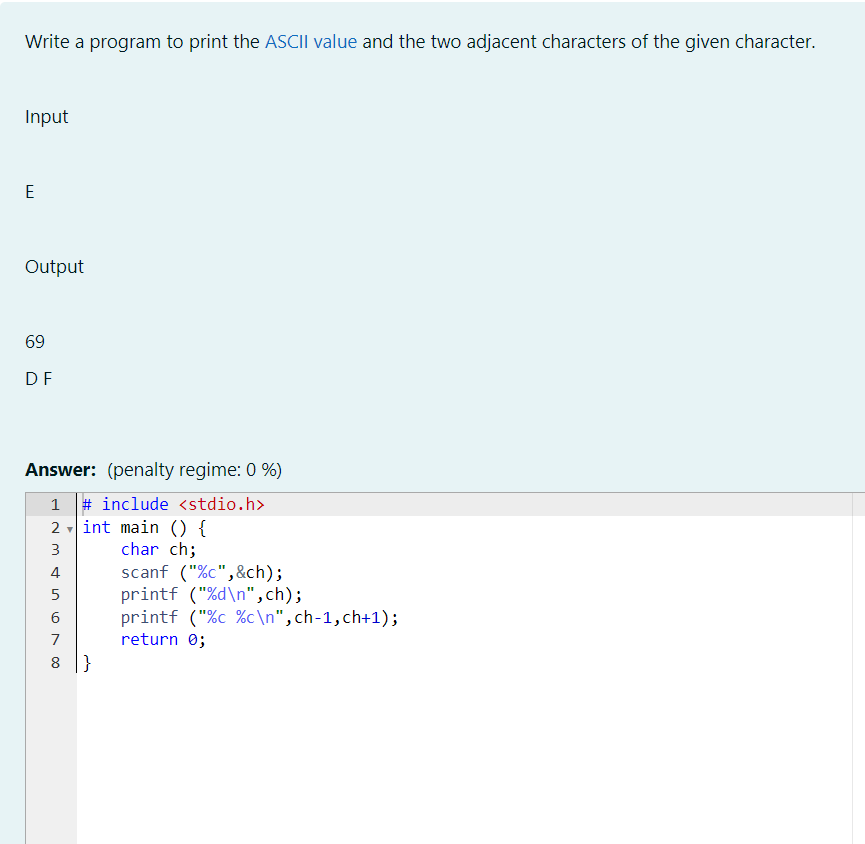 Write a program to print the ASCII value and the two adjacent characters of the given character.
Input
E
Output
69
D F
Answer: (penalty regime: 0 %)
1 # include <stdio.h>
2 int main () {
3     char ch;
4     scanf ("%c",&ch);
5     printf ("%d\n",ch);
6     printf ("%c %c\n",ch-1,ch+1);
7     return 0;
8 }